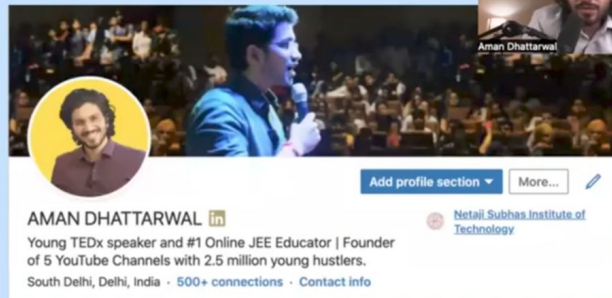 Aman Dhattarwal
Add profile section
More...
AMAN DHATTARWAL in
Netaji Subhas Institute of
Technology
Young TEDx speaker and #1 Online JEE Educator | Founder
of 5 YouTube Channels with 2.5 million young hustlers.
South Delhi, Delhi, India · 500+ connections · Contact info